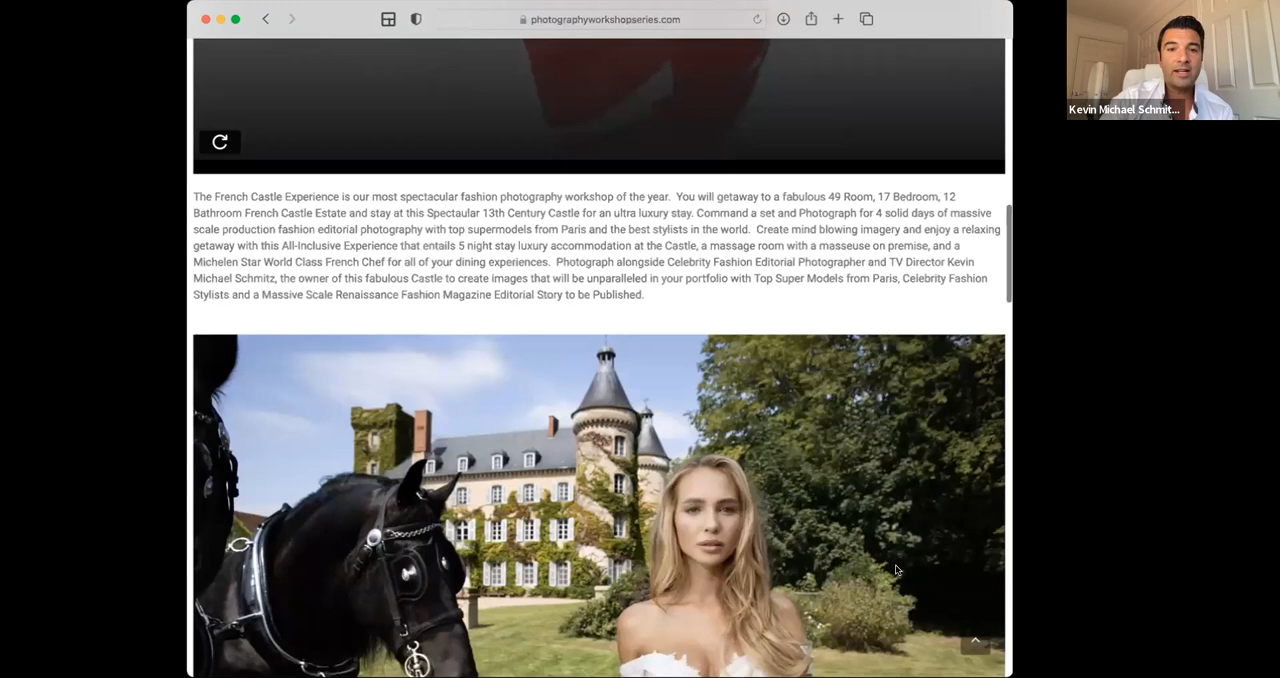 photographyworkshopseries.com
Kevin Michael Schmit...
The French Castle Experience is our most spectacular fashion photography workshop of the year. You will getaway to a fabulous 49 Room, 17 Bedroom, 12
Bathroom French Castle Estate and stay at this Spectaular 13th Century Castle for an ultra luxury stay. Command a set and Photograph for 4 solid days of massive
scale production fashion editorial photography with top supermodels from Paris and the best stylists in the world. Create mind blowing imagery and enjoy a relaxing
getaway with this All-Inclusive Experience that entails 5 night stay luxury accommodation at the Castle, a massage room with a masseuse on premise, and a
Michelen Star World Class French Chef for all of your dining experiences. Photograph alongside Celebrity Fashion Editorial Photographer and TV Director Kevin
Michael Schmitz, the owner of this fabulous Castle to create images that will be unparalleled in your portfolio with Top Super Models from Paris, Celebrity Fashion
Stylists and a Massive Scale Renaissance Fashion Magazine Editorial Story to be Published.